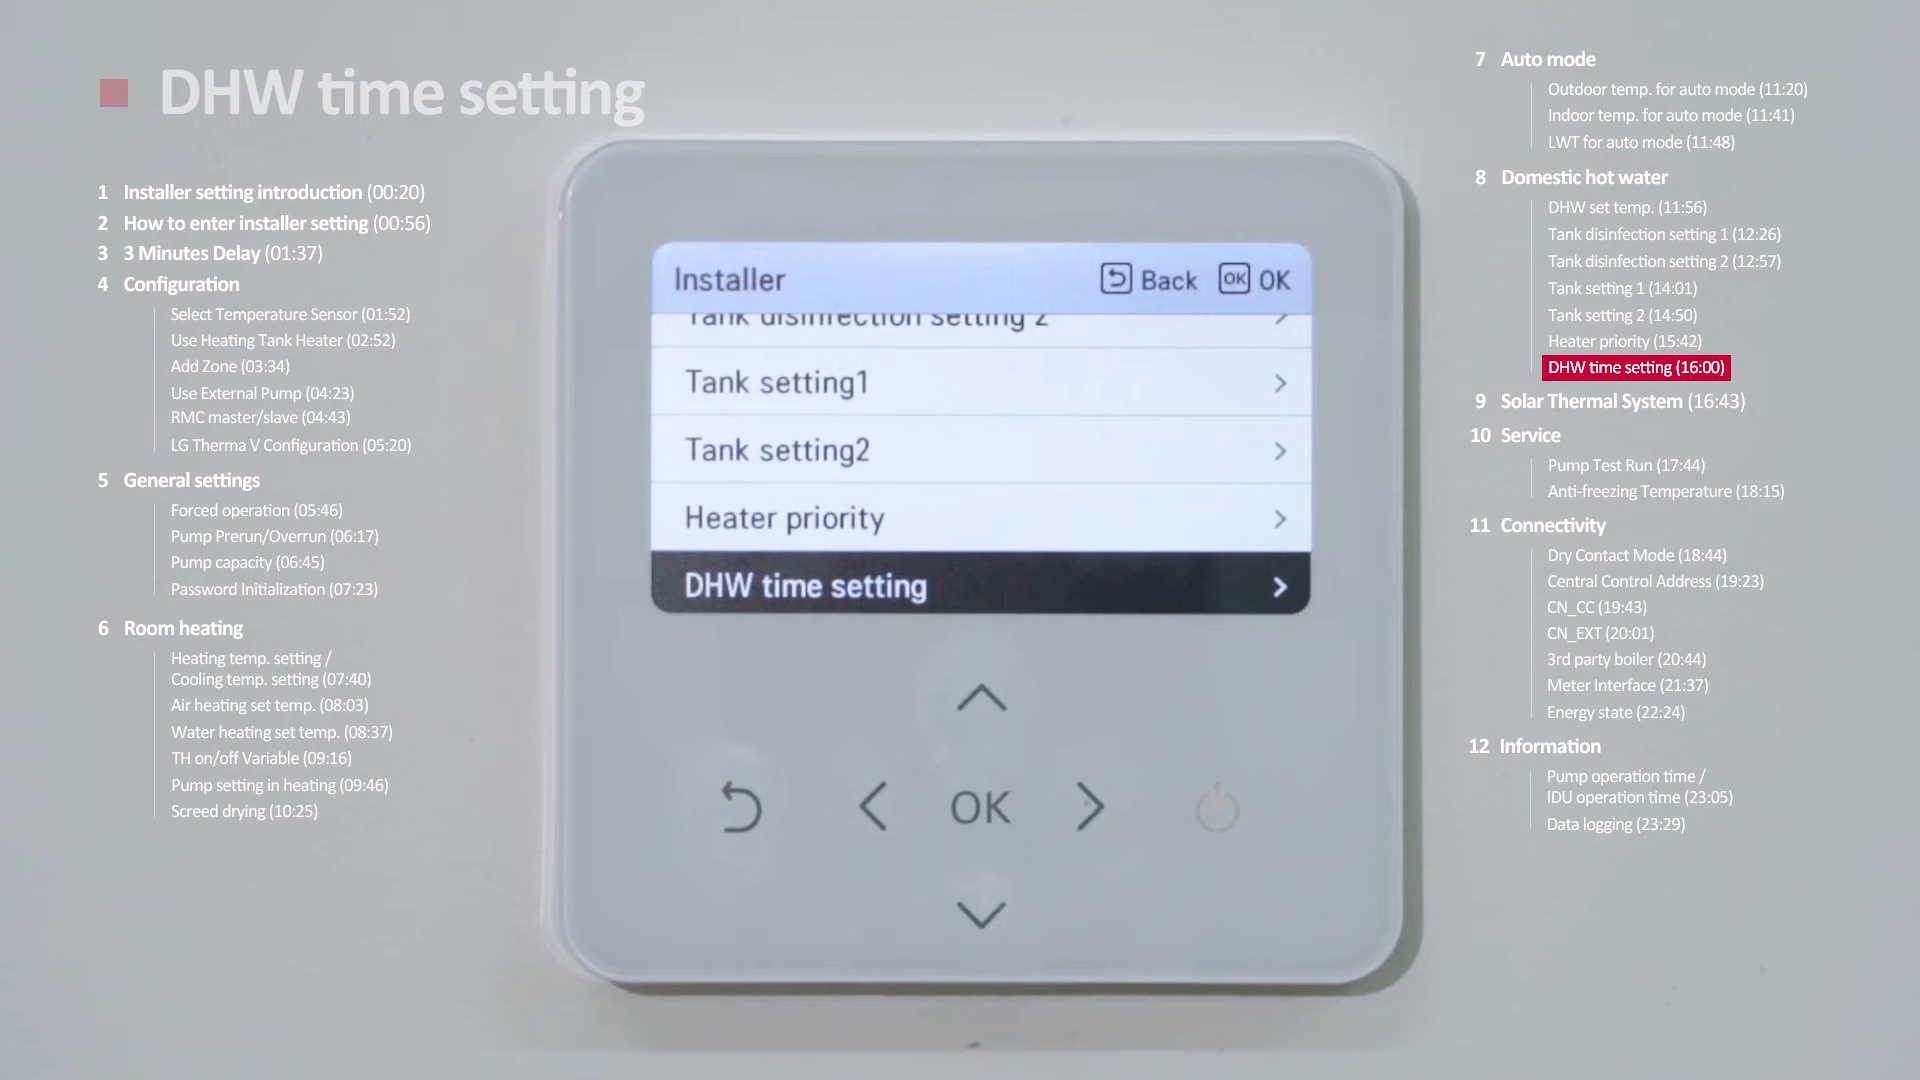 DHW time setting
1 Installer setting introduction (00:20)
2 How to enter installer setting (00:56)
3 3 Minutes Delay (01:37)
4 Configuration
Select Temperature Sensor (01:52)
Use Heating Tank Heater (02:52)
Add Zone (03:34)
Use External Pump (04:23)
RMC master/slave (04:43)
LG Therma V Configuration (05:20)
5 General settings
Forced operation (05:46)
Pump Prerun/Overrun (06:17)
Pump capacity (06:45)
Password Initialization (07:23)
6 Room heating
Heating temp. setting /
Cooling temp. setting (07:40)
Air heating set temp. (08:03)
Water heating set temp. (08:37)
TH on/off Variable (09:16)
Pump setting in heating (09:46)
Screed drying (10:25)
Installer Back OK OK
Tank disinfection setting 2
Tank setting1
Tank setting2
Heater priority
DHW time setting
OK
7 Auto mode
Outdoor temp. for auto mode (11:20)
Indoor temp. for auto mode (11:41)
LWT for auto mode (11:48)
8 Domestic hot water
DHW set temp. (11:56)
Tank disinfection setting 1 (12:26)
Tank disinfection setting 2 (12:57)
Tank setting 1 (14:01)
Tank setting 2 (14:50)
Heater priority (15:42)
DHW time setting (16:00)
9 Solar Thermal System (16:43)
10 Service
Pump Test Run (17:44)
Anti-freezing Temperature (18:15)
11 Connectivity
Dry Contact Mode (18:44)
Central Control Address (19:23)
CN_CC (19:43)
CN_EXT (20:01)
3rd party boiler (20:44)
Meter Interface (21:37)
Energy state (22:24)
12 Information
Pump operation time /
IDU operation time (23:05)
Data logging (23:29)